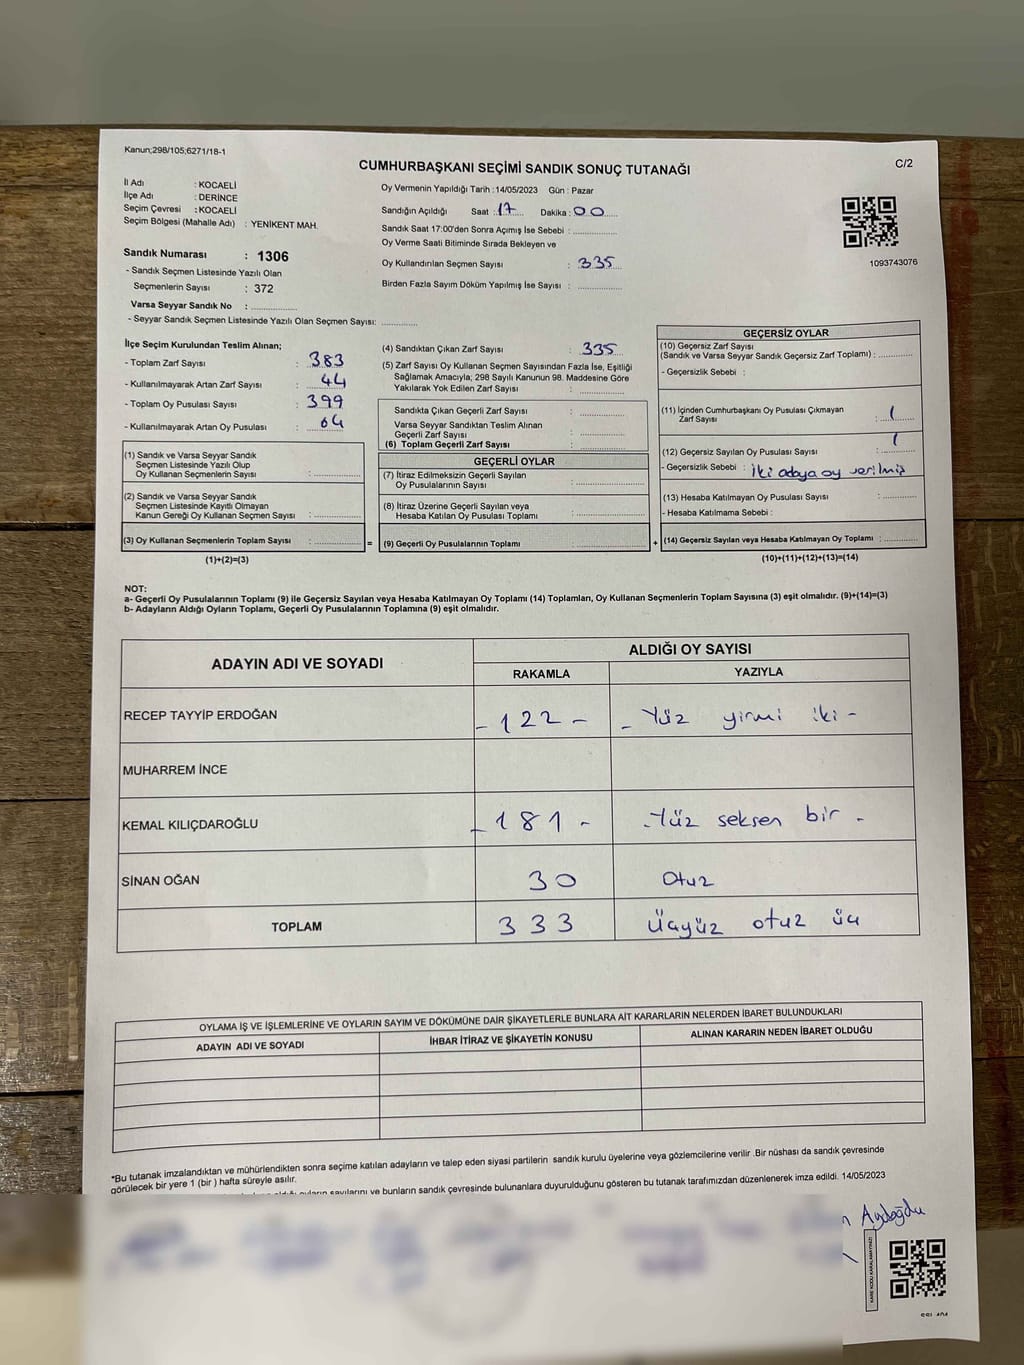 Kanun;298/105;6271/18-1
CUMHURBAŞKANI SEÇİMİ SANDIK SONUÇ TUTANAĞI
C/2
İl Adı : KOCAELİ
İlçe Adı : DERİNCE
Seçim Çevresi : KOCAELİ
Seçim Bölgesi (Mahalle Adı) : YENİKENT MAH.
Sandık Numarası : 1306
- Sandık Seçmen Listesinde Yazılı Olan
Seçmenlerin Sayısı : 372
Varsa Seyyar Sandık No :
- Seyyar Sandık Seçmen Listesinde Yazılı Olan Seçmen Sayısı:
Oy Vermenin Yapıldığı Tarih : 14/05/2023 Gün : Pazar
Sandığın Açıldığı Saat : 17 Dakika : 00
Sandık Saat 17:00'den Sonra Açımış İse Sebebi :
Oy Verme Saati Bitiminde Sırada Bekleyen ve
Oy Kullandırılan Seçmen Sayısı : 335
Birden Fazla Sayım Döküm Yapılmış İse Sayısı :
1093743076
İlçe Seçim Kurulundan Teslim Alınan;
- Toplam Zarf Sayısı : 383
- Kullanılmayarak Artan Zarf Sayısı : 44
- Toplam Oy Pusulası Sayısı : 399
- Kullanılmayarak Artan Oy Pusulası : 64
(1) Sandık ve Varsa Seyyar Sandık
Seçmen Listesinde Yazılı Olup
Oy Kullanan Seçmenlerin Sayısı :
(2) Sandık ve Varsa Seyyar Sandık
Seçmen Listesinde Kayıtlı Olmayan
Kanun Gereği Oy Kullanan Seçmen Sayısı :
(3) Oy Kullanan Seçmenlerin Toplam Sayısı :
(1)+(2)=(3)
=
(4) Sandıktan Çıkan Zarf Sayısı : 335
(5) Zarf Sayısı Oy Kullanan Seçmen Sayısından Fazla İse, Eşitliği
Sağlamak Amacıyla; 298 Sayılı Kanunun 98. Maddesine Göre
Yakılarak Yok Edilen Zarf Sayısı :
Sandıkta Çıkan Geçerli Zarf Sayısı :
Varsa Seyyar Sandıktan Teslim Alınan
Geçerli Zarf Sayısı :
(6) Toplam Geçerli Zarf Sayısı :
GEÇERLİ OYLAR
(7) İtiraz Edilmeksizin Geçerli Sayılan
Oy Pusulalarının Sayısı :
(8) İtiraz Üzerine Geçerli Sayılan veya
Hesaba Katılan Oy Pusulası Toplamı :
(9) Geçerli Oy Pusulalarının Toplamı
+
GEÇERSİZ OYLAR
(10) Geçersiz Zarf Sayısı
(Sandık ve Varsa Seyyar Sandık Geçersiz Zarf Toplamı) :
- Geçersizlik Sebebi :
(11) İçinden Cumhurbaşkanı Oy Pusulası Çıkmayan
Zarf Sayısı : 1
(12) Geçersiz Sayılan Oy Pusulası Sayısı : 1
- Geçersizlik Sebebi : İki adaya oy verilmiş
(13) Hesaba Katılmayan Oy Pusulası Sayısı :
- Hesaba Katılmama Sebebi :
(14) Geçersiz Sayılan veya Hesaba Katılmayan Oy Toplamı :
(10)+(11)+(12)+(13)=(14)
NOT:
a- Geçerli Oy Pusulalarının Toplamı (9) ile Geçersiz Sayılan veya Hesaba Katılmayan Oy Toplamı (14) Toplamları, Oy Kullanan Seçmenlerin Toplam Sayısına (3) eşit olmalıdır. (9)+(14)=(3)
b- Adayların Aldığı Oyların Toplamı, Geçerli Oy Pusulalarının Toplamına (9) eşit olmalıdır.
ADAYIN ADI VE SOYADI
ALDIĞI OY SAYISI
RAKAMLA YAZIYLA
RECEP TAYYİP ERDOĞAN - 122 - - Yüz yirmi iki -
MUHARREM İNCE
KEMAL KILIÇDAROĞLU - 181 - - Yüz seksen bir -
SİNAN OĞAN 30 Otuz
TOPLAM 333 Üçyüz otuz üç
OYLAMA İŞ VE İŞLEMLERİNE VE OYLARIN SAYIM VE DÖKÜMÜNE DAİR ŞİKAYETLERLE BUNLARA AİT KARARLARIN NELERDEN İBARET BULUNDUKLARI
ADAYIN ADI VE SOYADI İHBAR İTİRAZ VE ŞİKAYETİN KONUSU ALINAN KARARIN NEDEN İBARET OLDUĞU
*Bu tutanak imzalandıktan ve mühürlendikten sonra seçime katılan adayların ve talep eden siyasi partilerin sandık kurulu üyelerine veya gözlemcilerine verilir .Bir nüshası da sandık çevresinde
görülecek bir yere 1 (bir ) hafta süreyle asılır.
sayılarını ve bunların sandık çevresinde bulunanlara duyurulduğunu gösteren bu tutanak tarafımızdan düzenlenerek imza edildi. 14/05/2023
n Aydoğdu